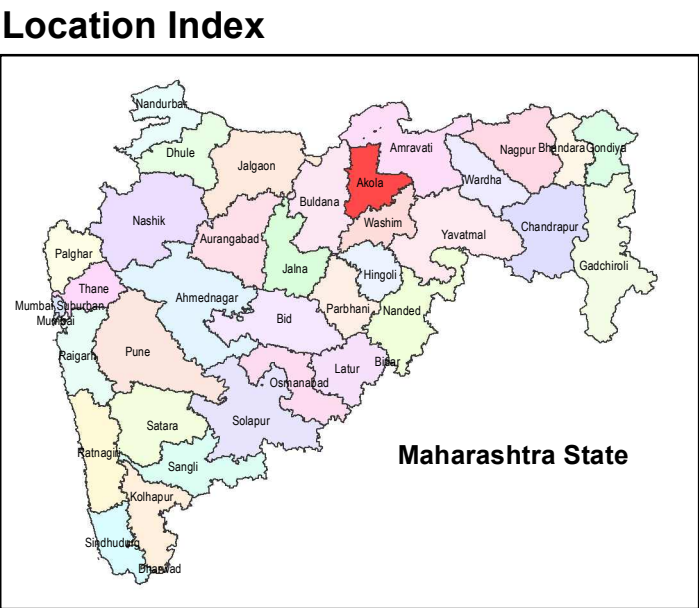 Location Index
Nandurbar
Dhule
Jalgaon
Amravati
Nagpur
Bhandara
Gondiya
Akola
Wardha
Buldana
Nashik
Washim
Aurangabad
Yavatmal
Chandrapur
Palghar
Jalna
Hingoli
Gadchiroli
Thane
Ahmednagar
Mumbai Suburban
Mumbai
Parbhani
Nanded
Bid
Raigarh
Pune
Bidar
Latur
Osmanabad
Satara
Solapur
Ratnagiri
Maharashtra State
Sangli
Kolhapur
Sindhudurg
Dharwad